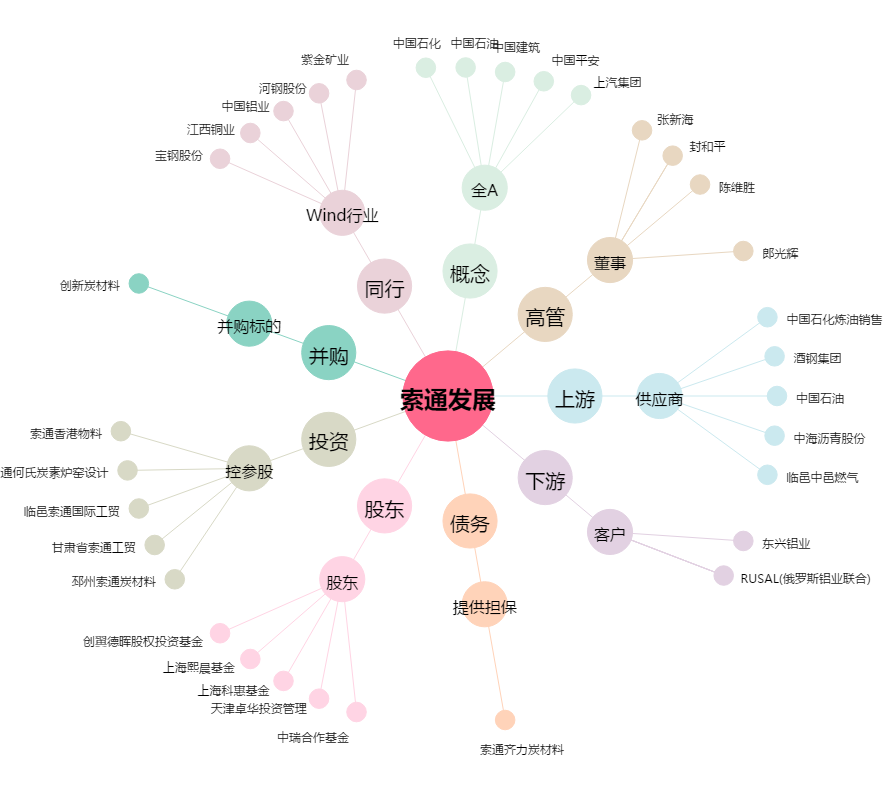 中国石化
中国石油
中国建筑
中国平安
上汽集团
全A
概念
紫金矿业
河钢股份
中国铝业
江西铜业
宝钢股份
Wind行业
同行
张新海
封和平
陈维胜
郎光辉
董事
高管
创新炭材料
并购标的
并购
索通发展
中国石化炼油销售
酒钢集团
中国石油
中海沥青股份
临邑中邑燃气
供应商
上游
投资
控参股
索通香港物料
通何氏炭素炉窑设计
临邑索通国际工贸
甘肃省索通工贸
邳州索通炭材料
下游
客户
东兴铝业
RUSAL(俄罗斯铝业联合)
股东
股东
创翼德晖股权投资基金
上海熙晨基金
上海科惠基金
天津卓华投资管理
中瑞合作基金
债务
提供担保
索通齐力炭材料